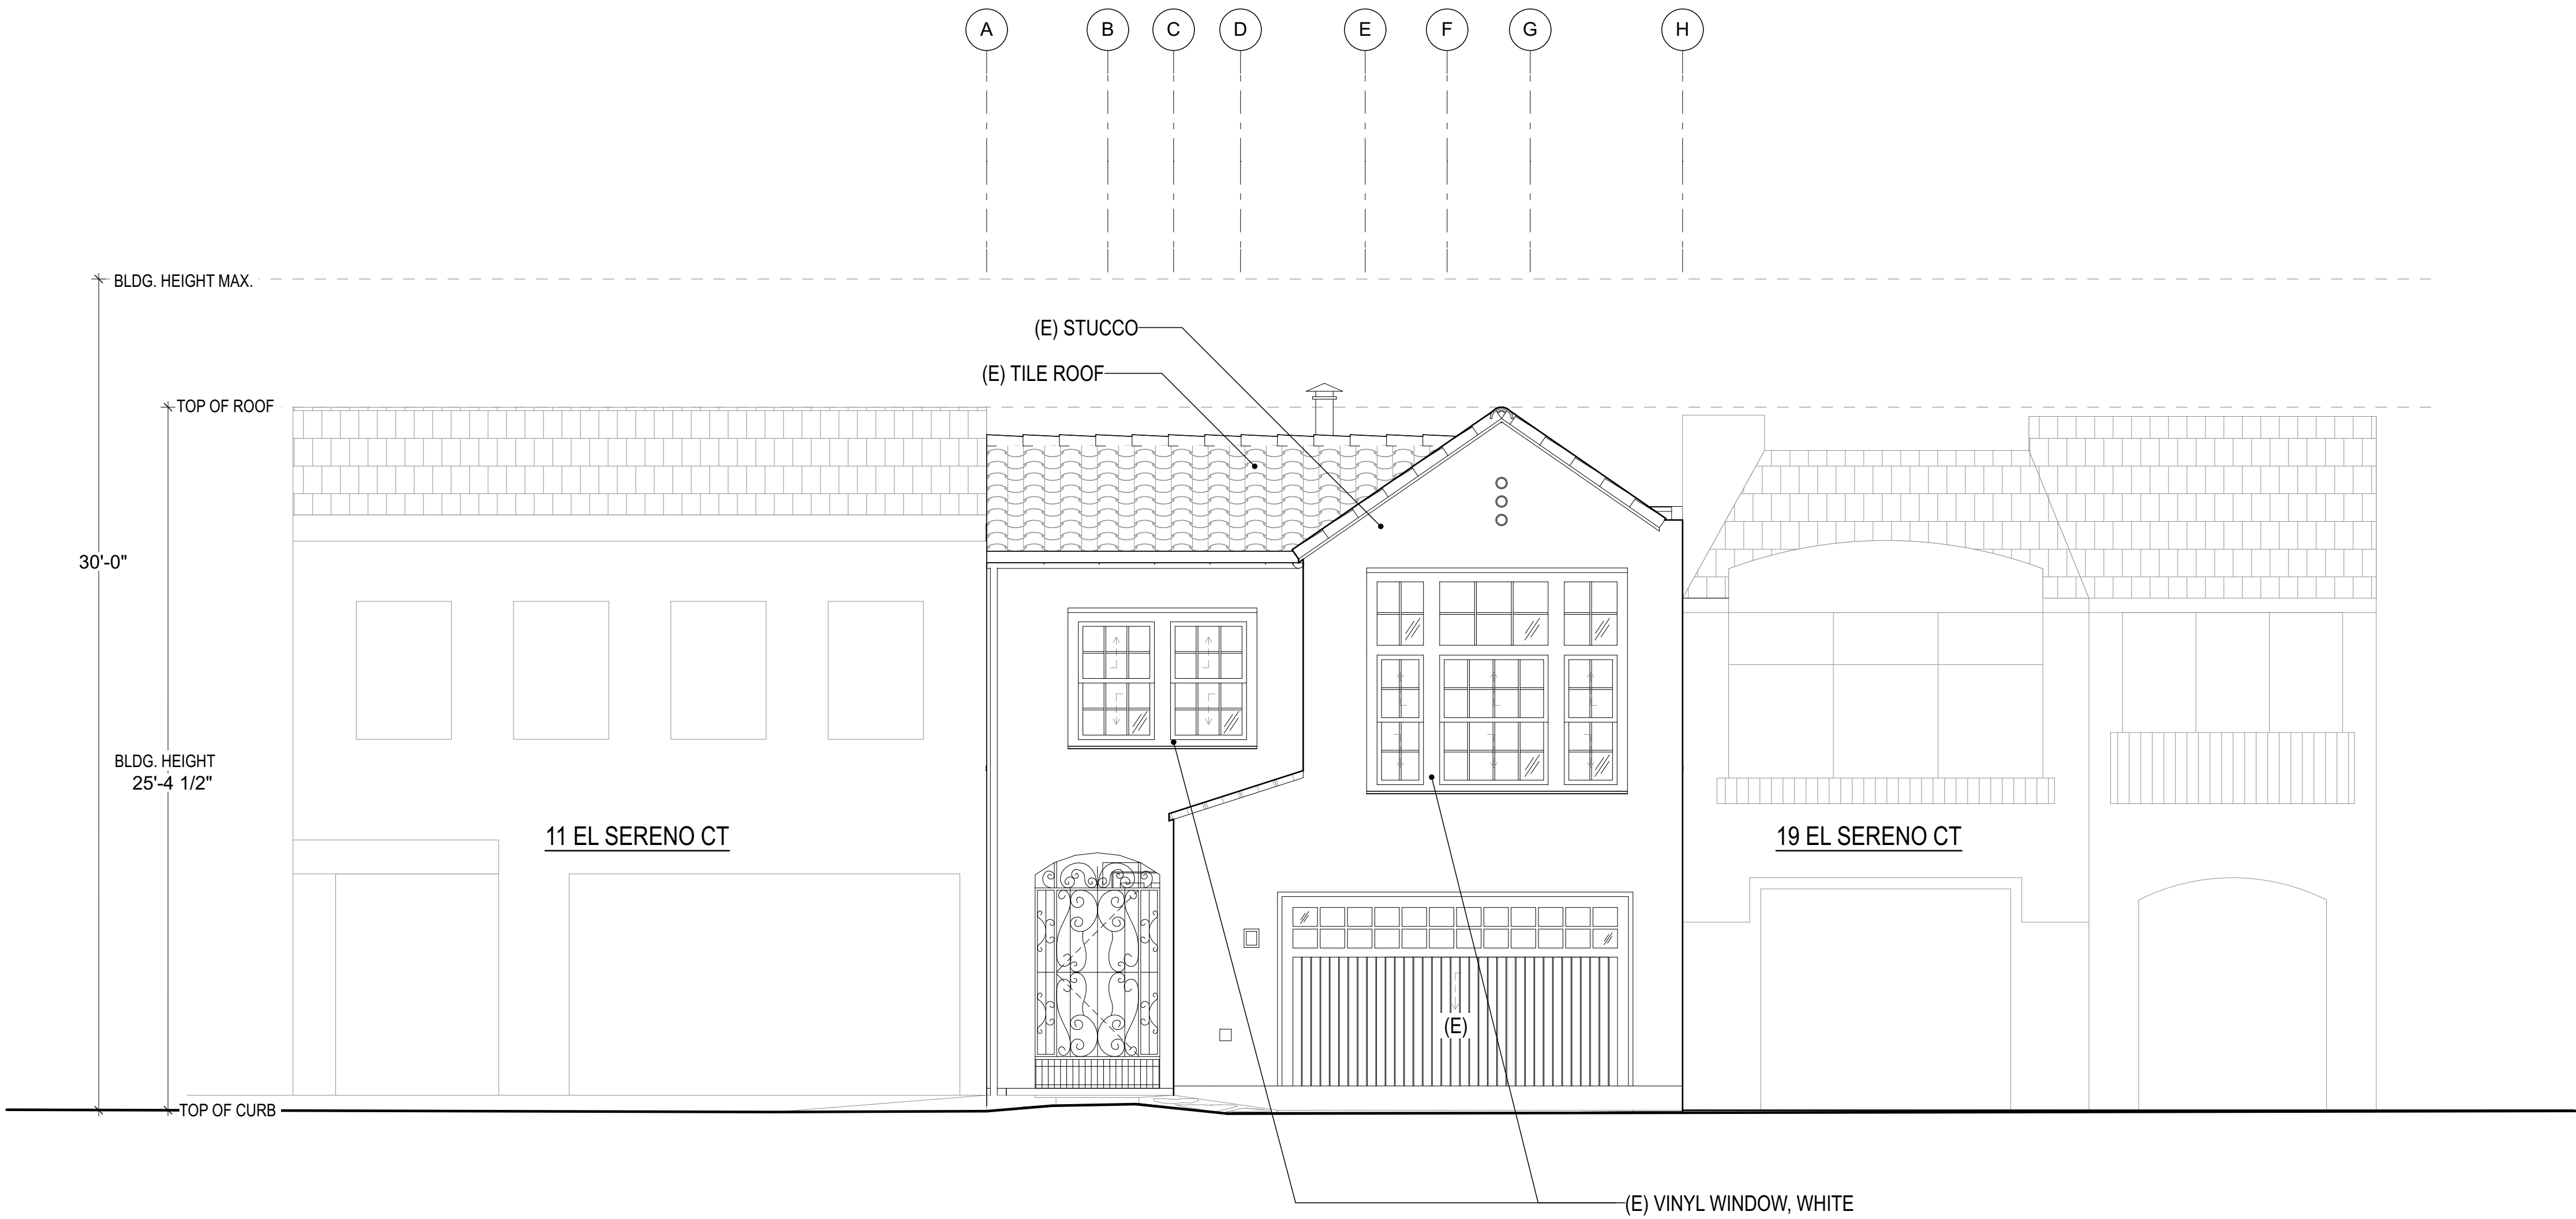 A
B
C
D
E
F
G
H
BLDG. HEIGHT MAX.
(E) STUCCO
(E) TILE ROOF
TOP OF ROOF
30'-0"
BLDG. HEIGHT
25'-4 1/2"
11 EL SERENO CT
19 EL SERENO CT
(E)
TOP OF CURB
(E) VINYL WINDOW, WHITE